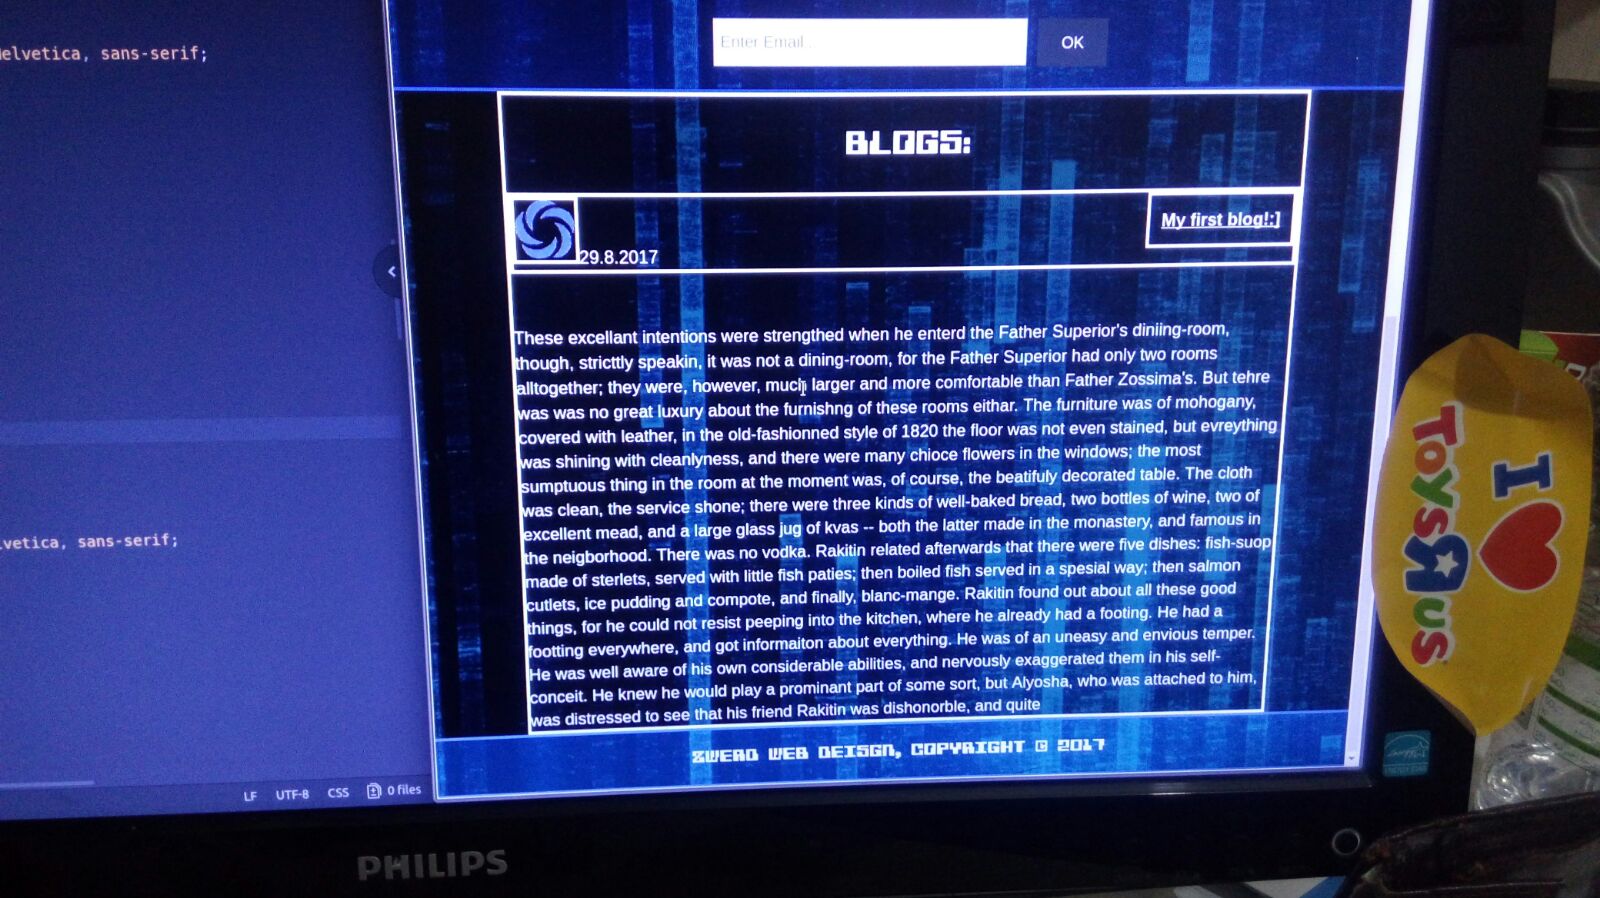 elvetica, sans-serif;
lvetica, sans-serif;
LF UTF-8 CSS 0 files
Enter Email..
OK
BLOGS:
29.8.2017
My first blog!:]
These excellant intentions were strengthed when he enterd the Father Superior's diniing-room,
though, stricttly speakin, it was not a dining-room, for the Father Superior had only two rooms
alltogether; they were, however, much larger and more comfortable than Father Zossima's. But tehre
was was no great luxury about the furnishng of these rooms eithar. The furniture was of mohogany,
covered with leather, in the old-fashionned style of 1820 the floor was not even stained, but evreything
was shining with cleanlyness, and there were many chioce flowers in the windows; the most
sumptuous thing in the room at the moment was, of course, the beatifuly decorated table. The cloth
was clean, the service shone; there were three kinds of well-baked bread, two bottles of wine, two of
excellent mead, and a large glass jug of kvas -- both the latter made in the monastery, and famous in
the neigborhood. There was no vodka. Rakitin related afterwards that there were five dishes: fish-suop
made of sterlets, served with little fish paties; then boiled fish served in a spesial way; then salmon
cutlets, ice pudding and compote, and finally, blanc-mange. Rakitin found out about all these good
things, for he could not resist peeping into the kitchen, where he already had a footing. He had a
footting everywhere, and got informaiton about everything. He was of an uneasy and envious temper.
He was well aware of his own considerable abilities, and nervously exaggerated them in his self-
conceit. He knew he would play a prominant part of some sort, but Alyosha, who was attached to him,
was distressed to see that his friend Rakitin was dishonorble, and quite
ZWERD WEB DEISGN, COPYRIGHT © 2017
PHILIPS
I
TOYS R US